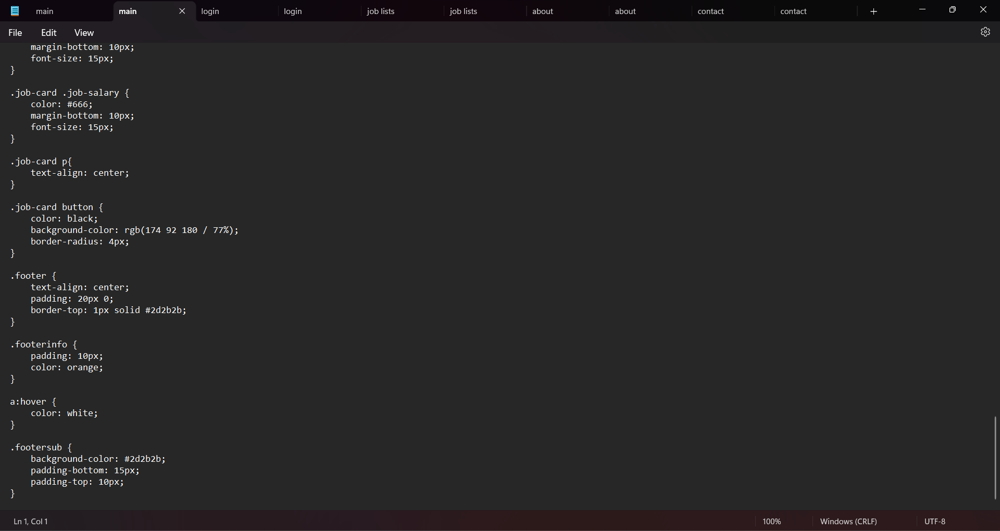 main main login login job lists job lists about about contact contact
File Edit View
    margin-bottom: 10px;
    font-size: 15px;
}

.job-card .job-salary {
    color: #666;
    margin-bottom: 10px;
    font-size: 15px;
}

.job-card p{
    text-align: center;
}

.job-card button {
    color: black;
    background-color: rgb(174 92 180 / 77%);
    border-radius: 4px;
}

.footer {
    text-align: center;
    padding: 20px 0;
    border-top: 1px solid #2d2b2b;
}

.footerinfo {
    padding: 10px;
    color: orange;
}

a:hover {
    color: white;
}

.footersub {
    background-color: #2d2b2b;
    padding-bottom: 15px;
    padding-top: 10px;
}
Ln 1, Col 1 100% Windows (CRLF) UTF-8